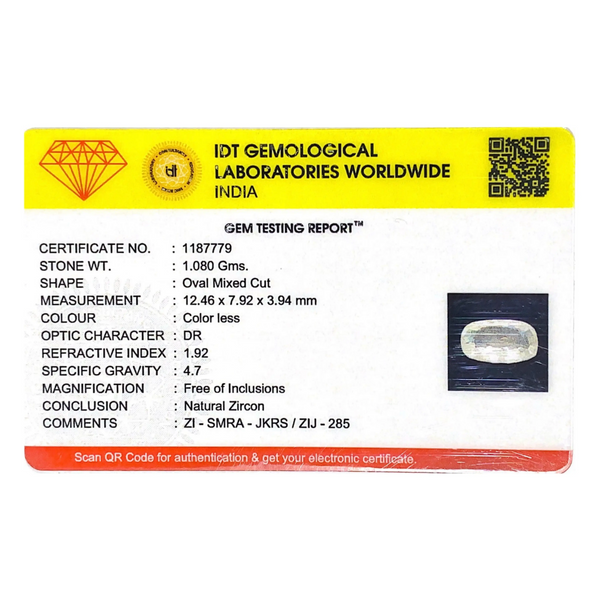 IDT GEMOLOGICAL
LABORATORIES WORLDWIDE
INDIA
GEM TESTING REPORT™
CERTIFICATE NO. : 1187779
STONE WT. : 1.080 Gms.
SHAPE : Oval Mixed Cut
MEASUREMENT : 12.46 x 7.92 x 3.94 mm
COLOUR : Color less
OPTIC CHARACTER : DR
REFRACTIVE INDEX : 1.92
SPECIFIC GRAVITY : 4.7
MAGNIFICATION : Free of Inclusions
CONCLUSION : Natural Zircon
COMMENTS : ZI - SMRA - JKRS / ZIJ - 285
Scan QR Code for authentication & get your electronic certificate.